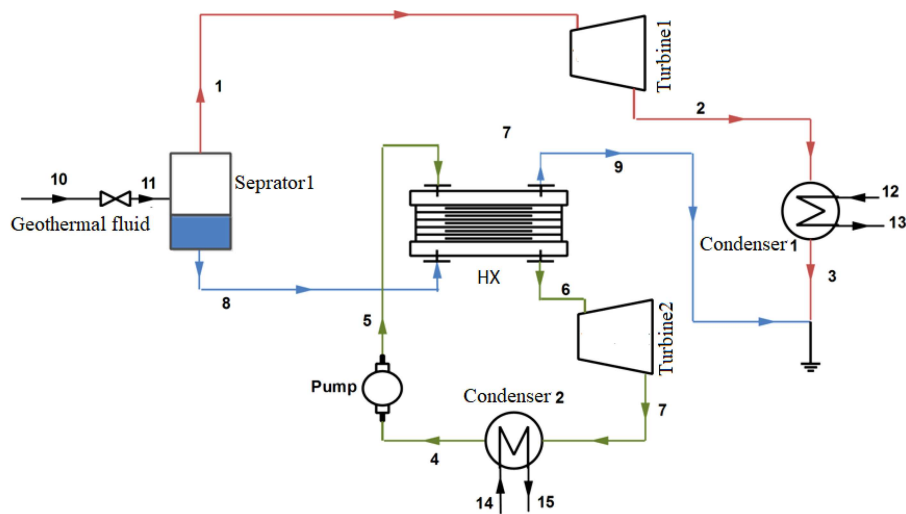 Turbine1
1
2
7
10
11
Seprator1
9
12
Geothermal fluid
13
Condenser 1
3
HX
8
6
5
Turbine2
Pump
Condenser 2
7
4
14
15